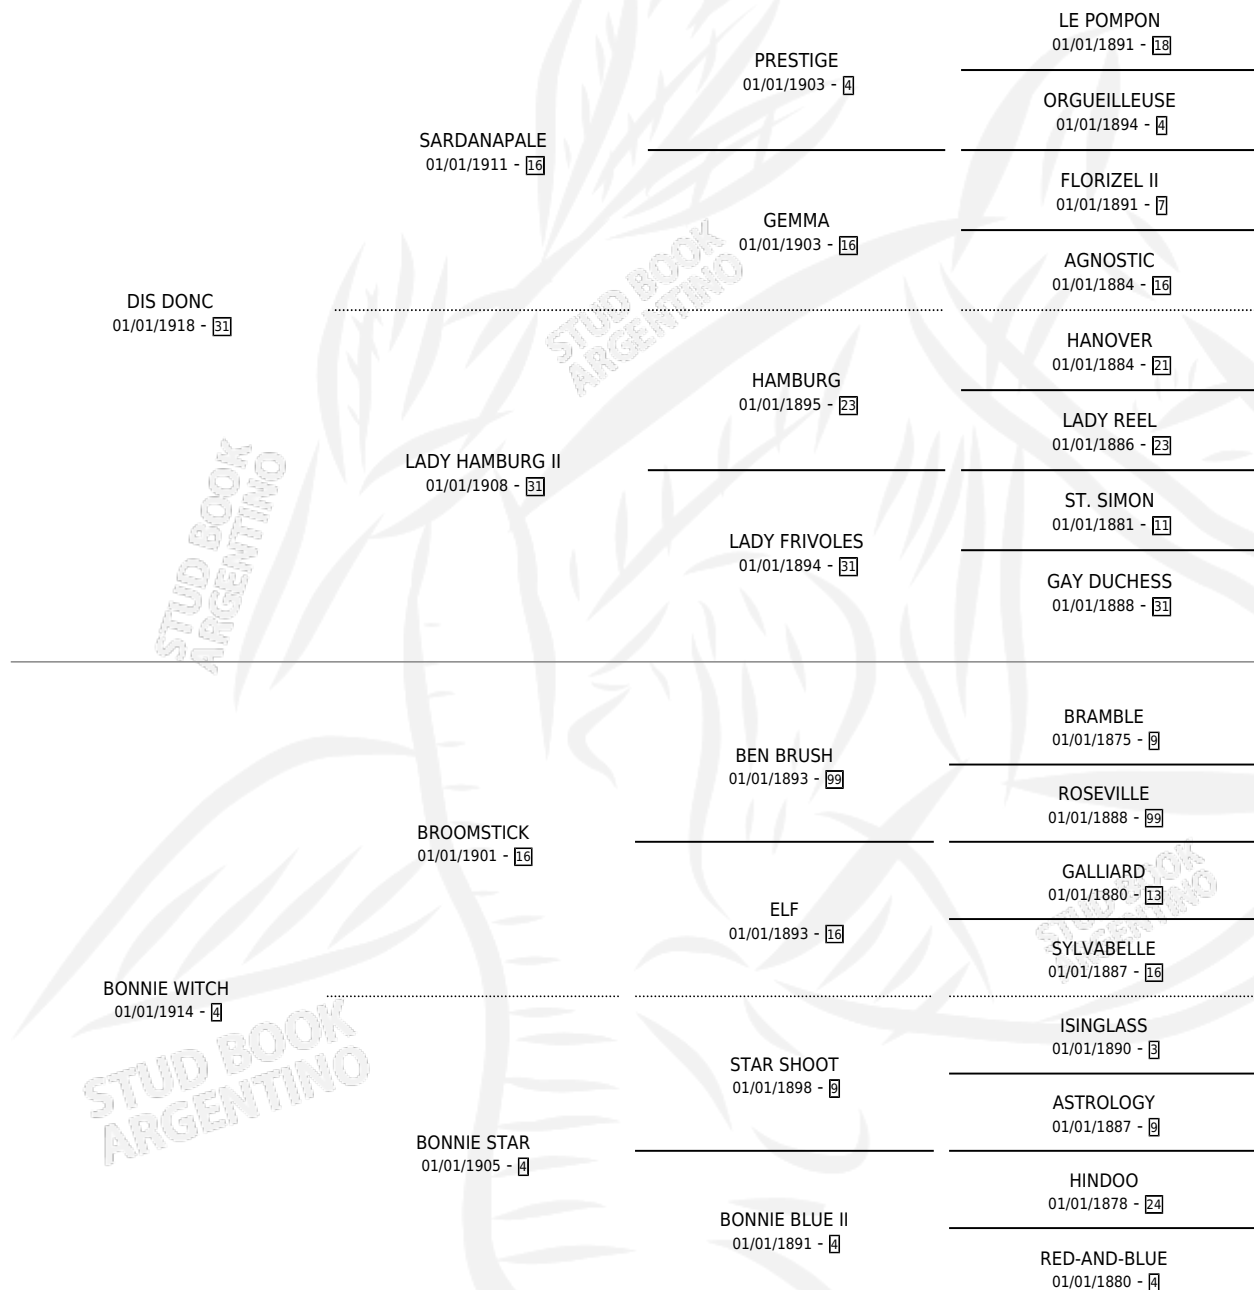 LE POMPON
01/01/1891 - 18
PRESTIGE
01/01/1903 - 4
ORGUEILLEUSE
01/01/1894 - 4
SARDANAPALE
01/01/1911 - 16
FLORIZEL II
01/01/1891 - 7
GEMMA
01/01/1903 - 16
AGNOSTIC
01/01/1884 - 16
DIS DONC
01/01/1918 - 31
HANOVER
01/01/1884 - 21
HAMBURG
01/01/1895 - 23
LADY REEL
01/01/1886 - 23
LADY HAMBURG II
01/01/1908 - 31
ST. SIMON
01/01/1881 - 11
LADY FRIVOLES
01/01/1894 - 31
GAY DUCHESS
01/01/1888 - 31
BRAMBLE
01/01/1875 - 9
BEN BRUSH
01/01/1893 - 99
ROSEVILLE
01/01/1888 - 99
BROOMSTICK
01/01/1901 - 16
GALLIARD
01/01/1880 - 13
ELF
01/01/1893 - 16
SYLVABELLE
01/01/1887 - 16
BONNIE WITCH
01/01/1914 - 4
ISINGLASS
01/01/1890 - 3
STAR SHOOT
01/01/1898 - 9
ASTROLOGY
01/01/1887 - 9
BONNIE STAR
01/01/1905 - 4
HINDOO
01/01/1878 - 24
BONNIE BLUE II
01/01/1891 - 4
RED-AND-BLUE
01/01/1880 - 4
STUD BOOK
ARGENTINO
STUD BOOK
ARGENTINO
STUD BOOK
ARGENTINO
STUD BOOK
ARGENTINO